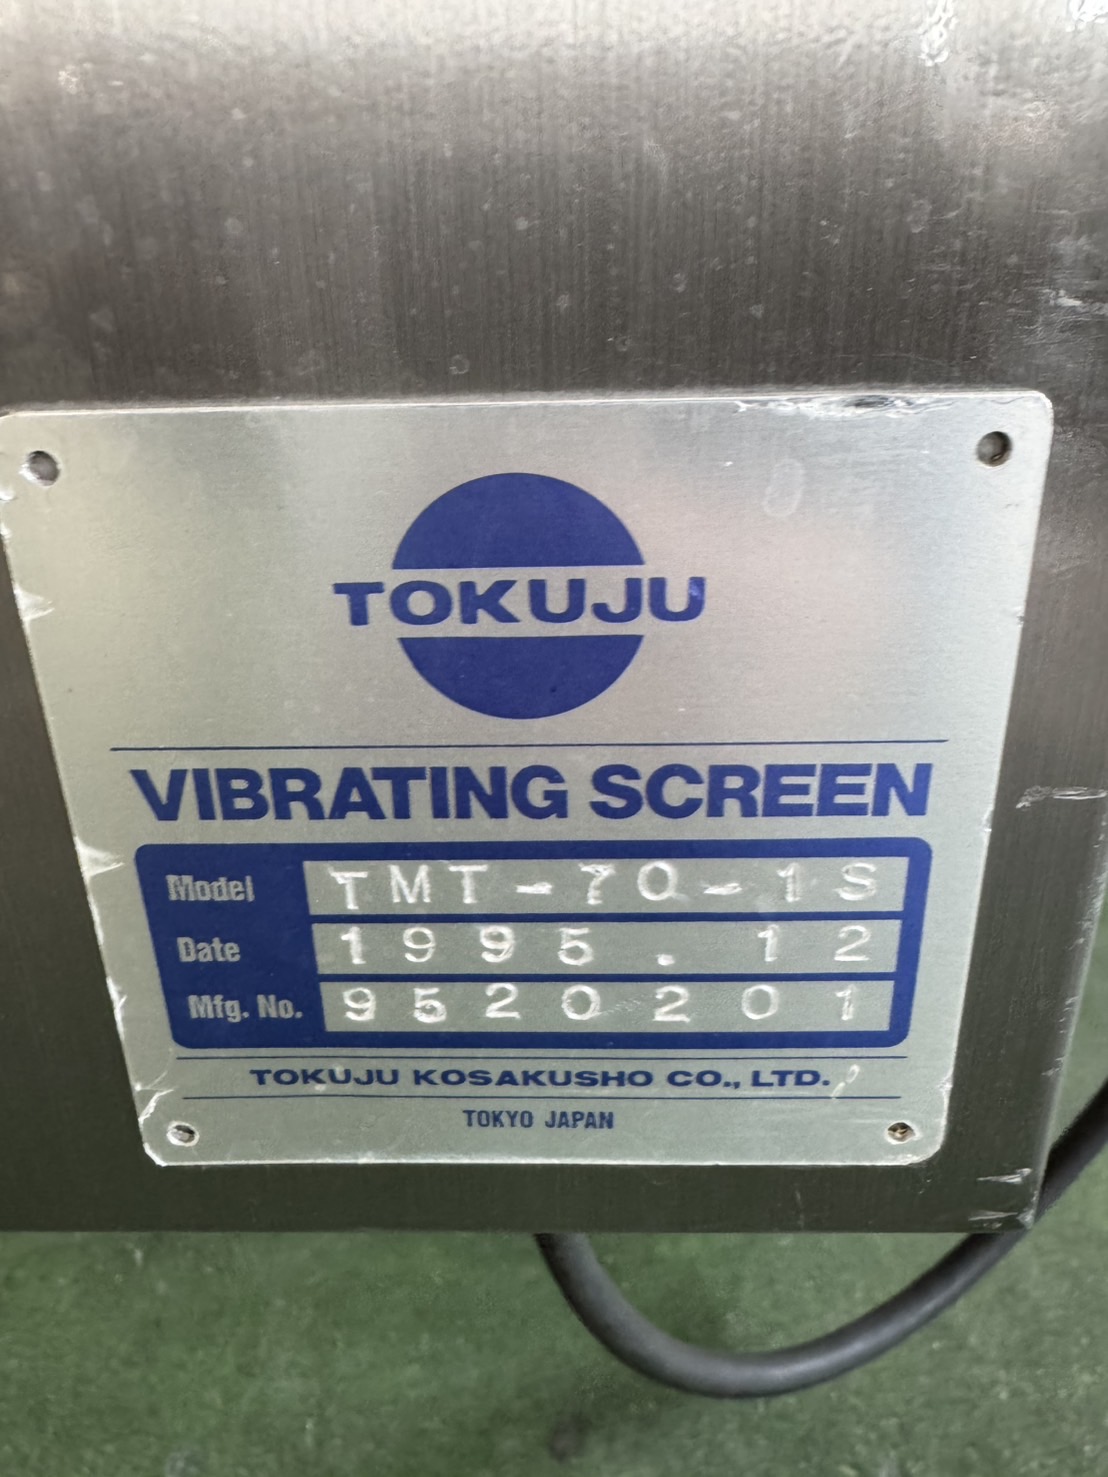 TOKUJU
VIBRATING SCREEN
Model TMT-70-1S
Date 1995.12
Mfg. No. 9520201
TOKUJU KOSAKUSHO CO., LTD.
TOKYO JAPAN